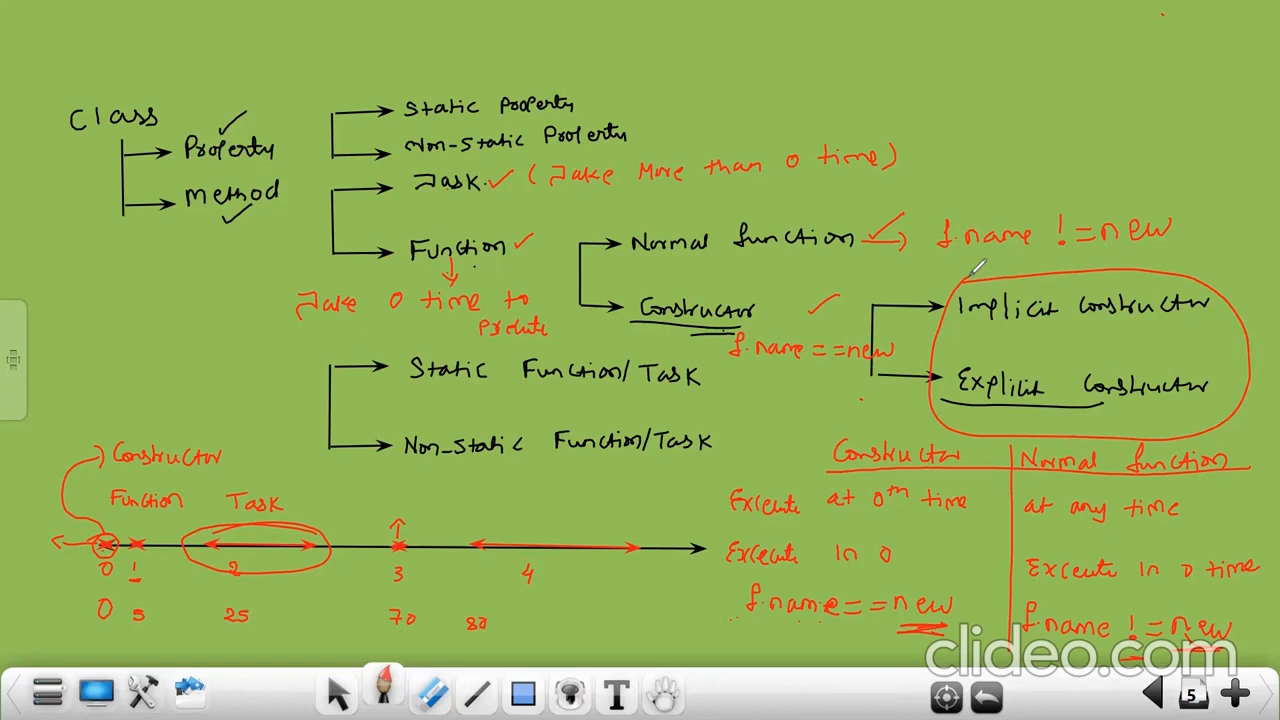 Class
Property
Method
Static Property
Non-Static Property
Task (Take More than 0 time)
Function
Take 0 time to
Normal function f.name != new
Constructor
f.name == new
Implicit Constructor
Explicit Constructor
Static Function/Task
Non-Static Function/Task
Constructor
Function Task
0 1 2 3 4
0 5 25 70 80
Constructor Normal function
Execute at 0th time at any time
Execute in 0 Execute in 0 time
f.name == new f.name != new
clideo.com
T
5